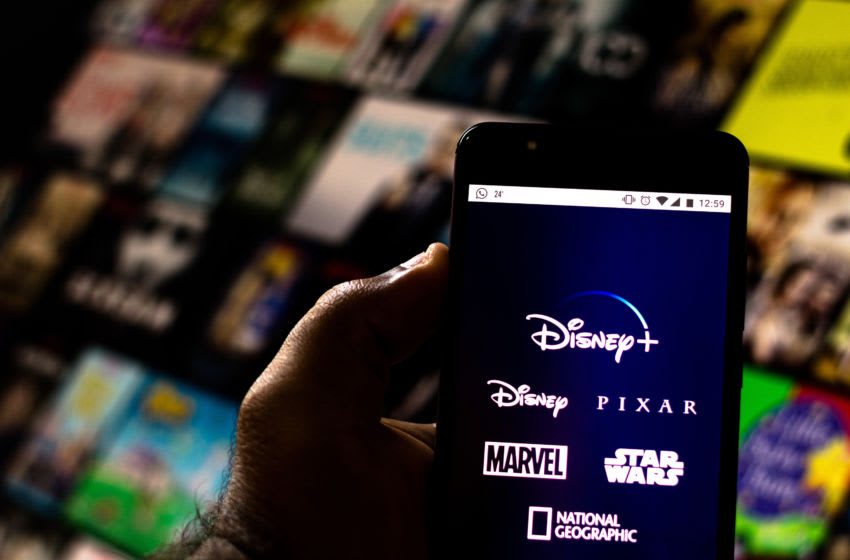 24°
12:59
Disney+
Disney PIXAR
MARVEL STAR WARS
NATIONAL
GEOGRAPHIC